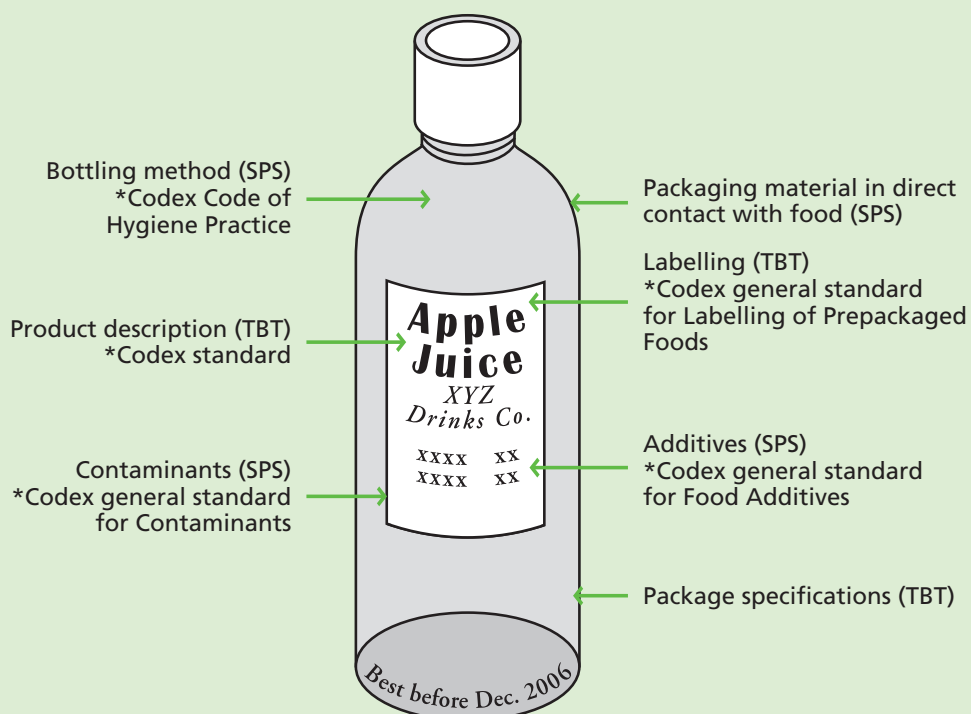 Bottling method (SPS)
*Codex Code of
Hygiene Practice
Product description (TBT)
*Codex standard
Contaminants (SPS)
*Codex general standard
for Contaminants
Apple
Juice
XYZ
Drinks Co.
xxxx xx
xxxx xx
Best before Dec. 2006
Packaging material in direct
contact with food (SPS)
Labelling (TBT)
*Codex general standard
for Labelling of Prepackaged
Foods
Additives (SPS)
*Codex general standard
for Food Additives
Package specifications (TBT)